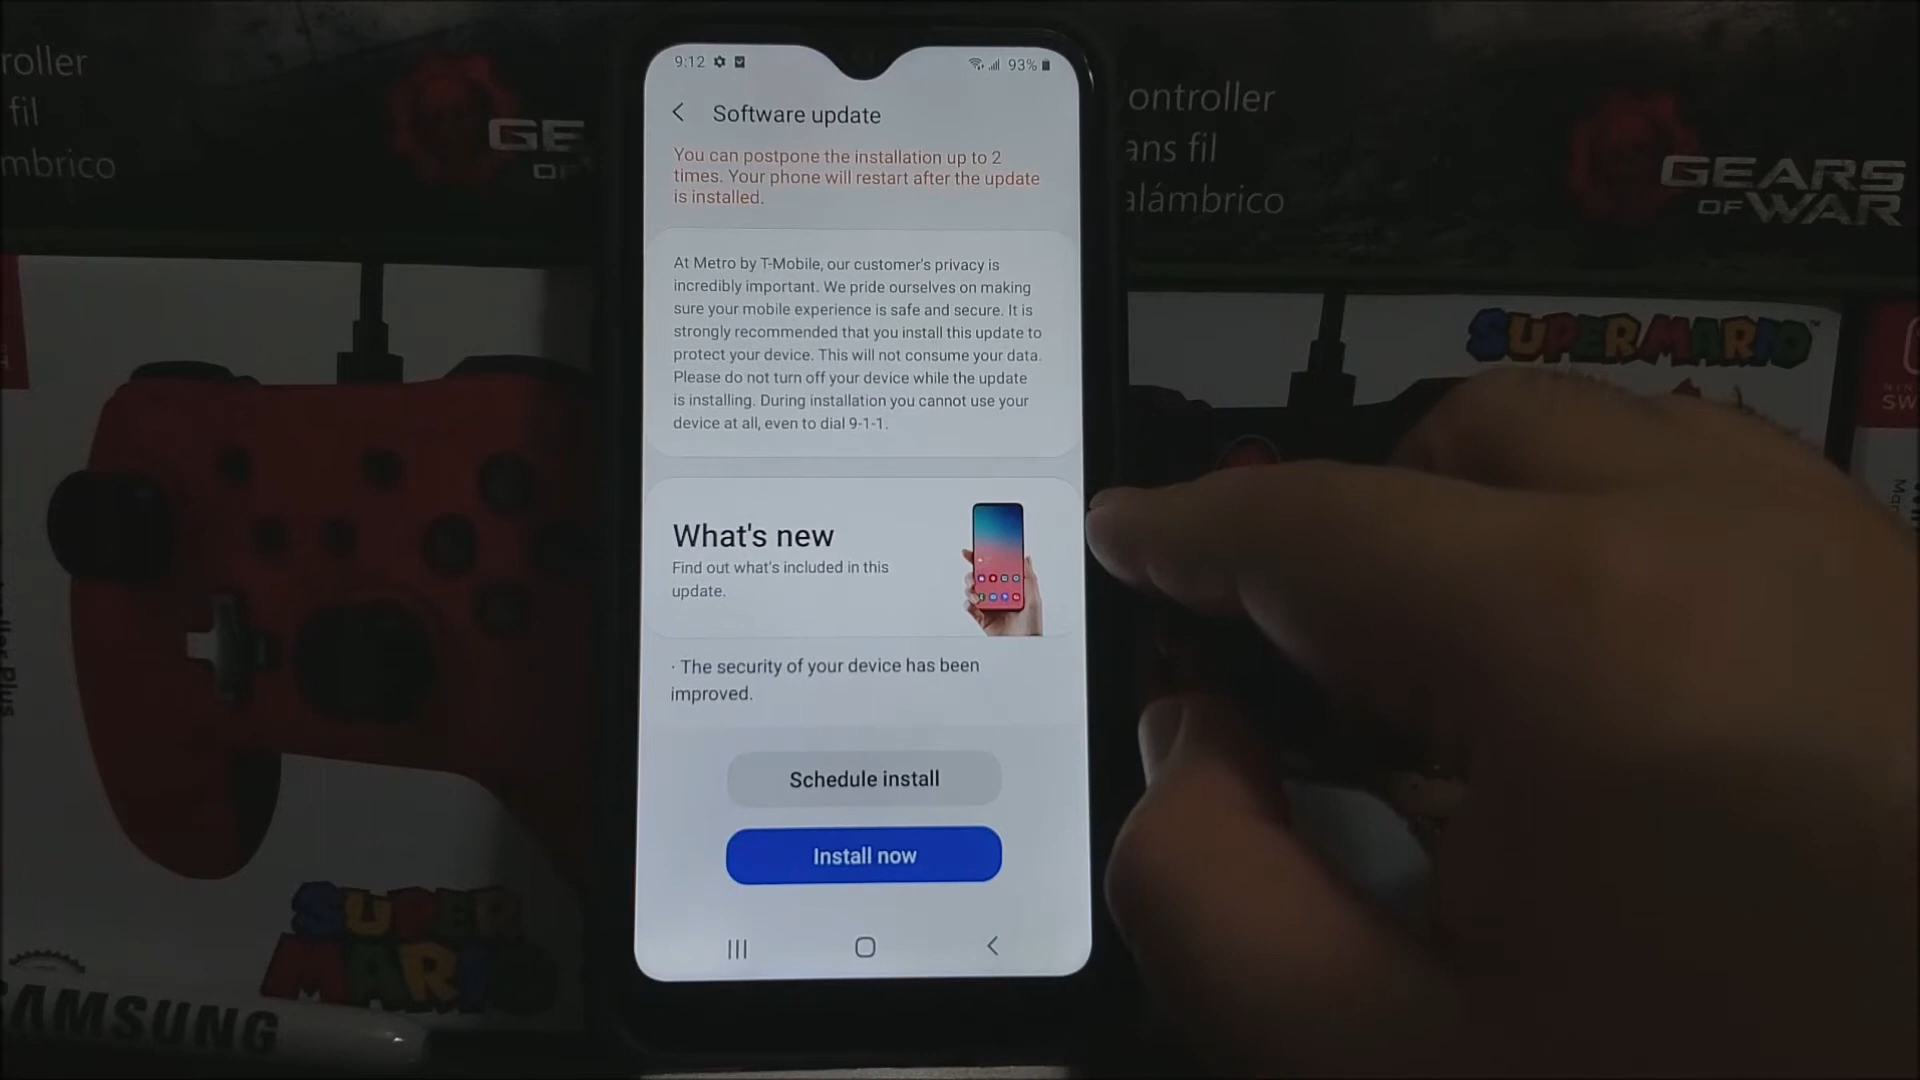 roller
fil
mbrico
GE
OF
9:12
93%
Software update
You can postpone the installation up to 2
times. Your phone will restart after the update
is installed.
At Metro by T-Mobile, our customer's privacy is
incredibly important. We pride ourselves on making
sure your mobile experience is safe and secure. It is
strongly recommended that you install this update to
protect your device. This will not consume your data.
Please do not turn off your device while the update
is installing. During installation you cannot use your
device at all, even to dial 9-1-1.
What's new
Find out what's included in this
update.
· The security of your device has been
improved.
Schedule install
Install now
ontroller
ans fil
alámbrico
GEARS
OF WAR
SUPER MARIO™
SW
SUPER
MARIO
SAMSUNG